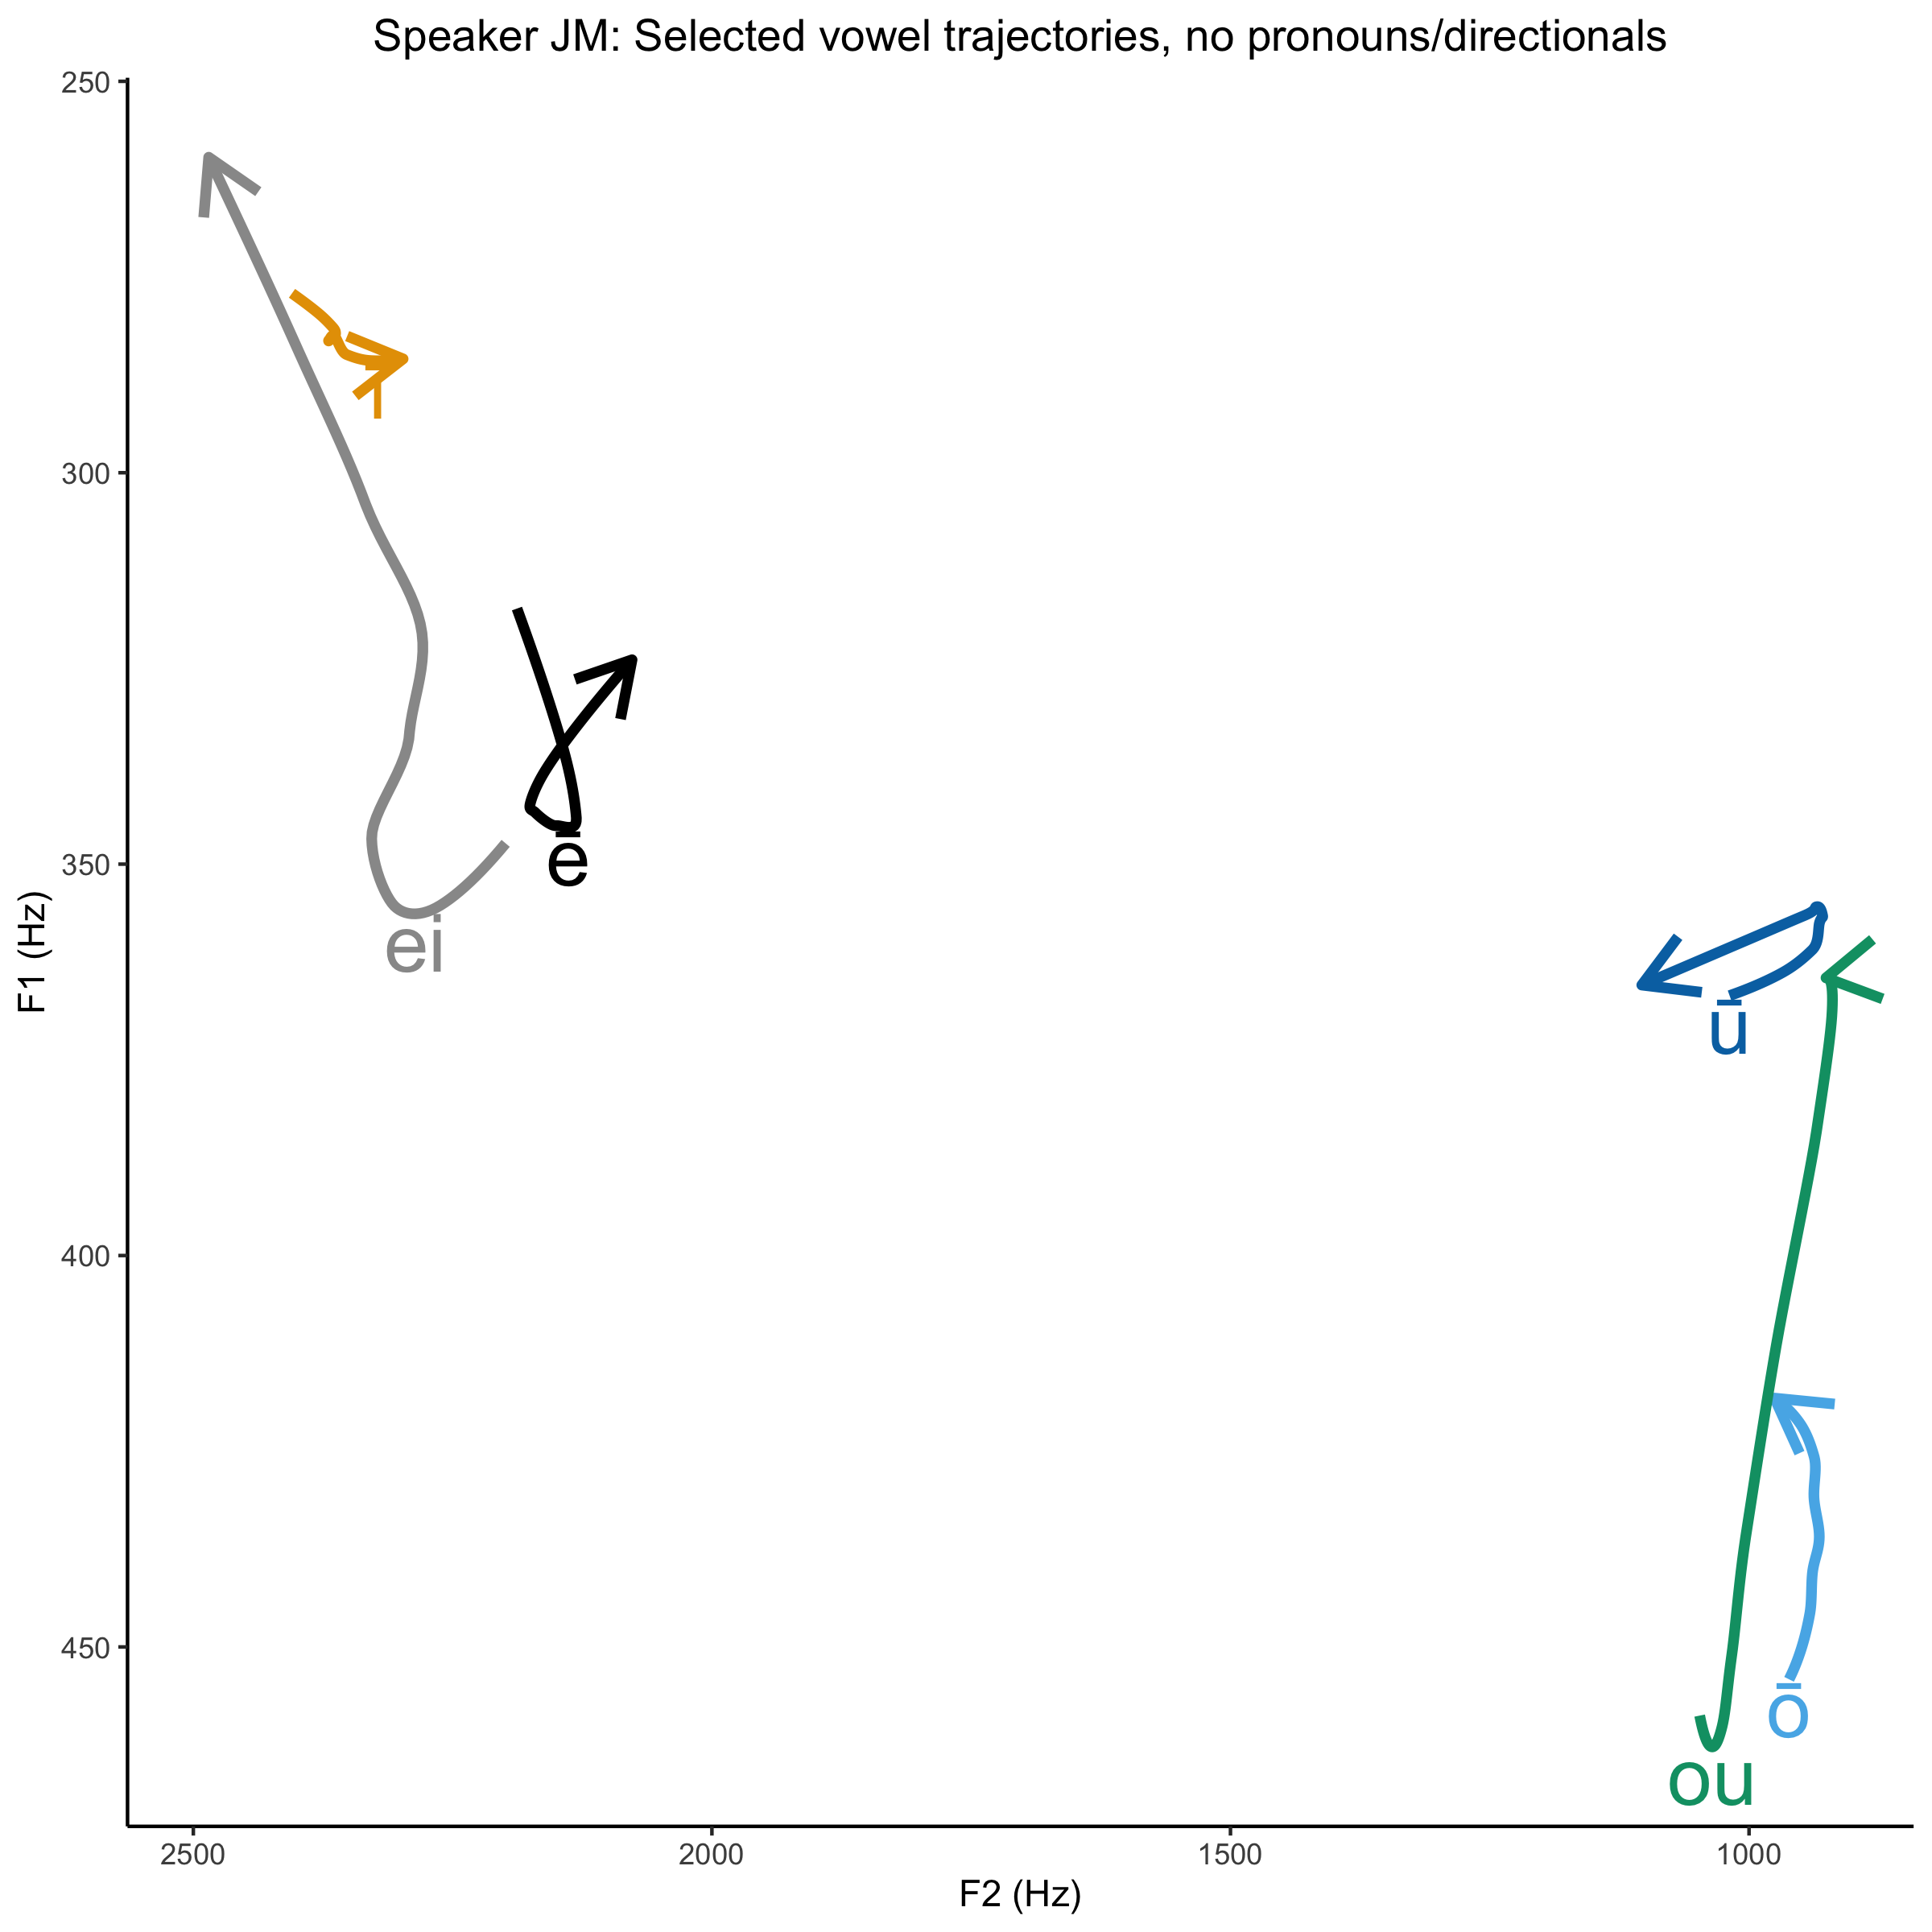 Speaker JM: Selected vowel trajectories, no pronouns/directionals
250
300
350
400
450
F1 (Hz)
ī
ē
ei
ū
ō
ou
2500
2000
1500
1000
F2 (Hz)